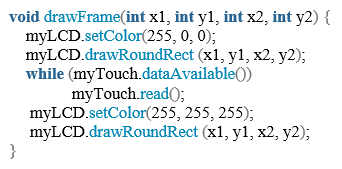 void drawFrame(int x1, int y1, int x2, int y2) {
myLCD.setColor(255, 0, 0);
myLCD.drawRoundRect (x1, y1, x2, y2);
while (myTouch.dataAvailable())
myTouch.read();
myLCD.setColor(255, 255, 255);
myLCD.drawRoundRect (x1, y1, x2, y2);
}